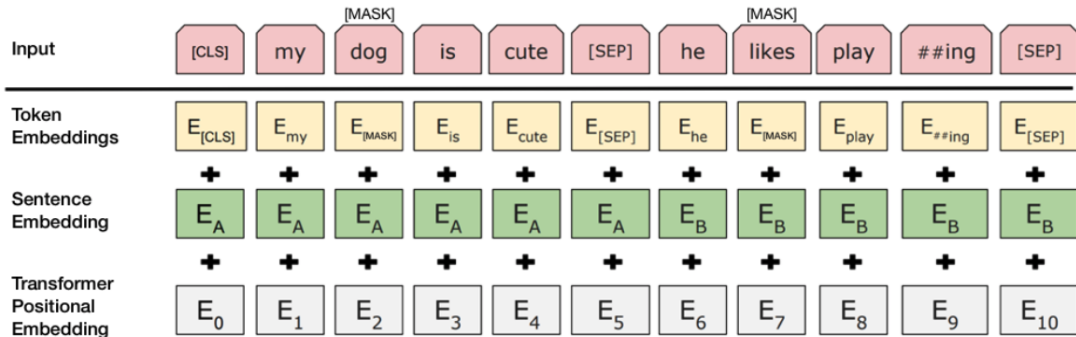 [MASK] [MASK]
Input [CLS] my dog is cute [SEP] he likes play ##ing [SEP]
Token
Embeddings
E[CLS] Emy E[MASK] Eis Ecute E[SEP] Ehe E[MASK] Eplay E##ing E[SEP]
+ + + + + + + + + + +
Sentence
Embedding
EA EA EA EA EA EA EB EB EB EB EB
+ + + + + + + + + + +
Transformer
Positional
Embedding
E0 E1 E2 E3 E4 E5 E6 E7 E8 E9 E10